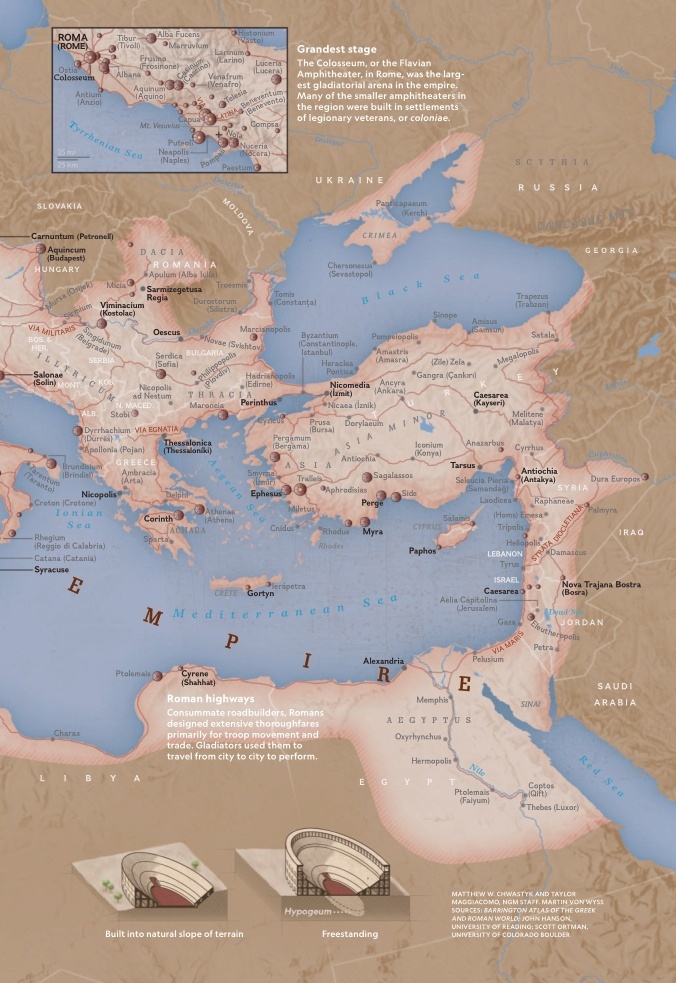 ROMA
(ROME)
Tibur
(Tivoli)
Alba Fucens
Marruvium
Histonium
(Vasto)
Larinum
(Larino)
Ostia
Colosseum
Albana
Frusino
(Frosinone)
Casinum
(Cassino)
Venafrum
(Venafro)
Luceria
(Lucera)
Antium
(Anzio)
Aquinum
(Aquino)
Telesia
Beneventum
(Benevento)
VIA LATINA
Capua
Mt. Vesuvius
Nola
Compsa
Tyrrhenian Sea
Puteoli
Neapolis
(Naples)
Pompeii
Nuceria
(Nocera)
Paestum
25 mi
25 km
Grandest stage
The Colosseum, or the Flavian
Amphitheater, in Rome, was the larg-
est gladiatorial arena in the empire.
Many of the smaller amphitheaters in
the region were built in settlements
of legionary veterans, or coloniae.
SCYTHIA
UKRAINE
RUSSIA
SLOVAKIA
MOLDOVA
Panticapaeum
(Kerch)
CRIMEA
GEORGIA
Carnuntum (Petronell)
Aquincum
(Budapest)
HUNGARY
DACIA
ROMANIA
Apulum (Alba Iulia)
Chersonesus
(Sevastopol)
Black Sea
Mursa (Osijek)
Micia
Sarmizegetusa
Regia
Troesmis
Durostorum
(Silistra)
Tomis
(Constanța)
Trapezus
(Trabzon)
Sirmium
Viminacium
(Kostolac)
Singidunum
(Belgrade)
VIA MILITARIS
BOS. &
HER.
Oescus
Novae (Svishtov)
Marcianopolis
Byzantium
(Constantinople,
Istanbul)
Sinope
Amisus
(Samsun)
Satala
Pompeiopolis
Amastris
(Amasra)
Heraclea
Pontica
(Zile) Zela
Megalopolis
Gangra (Çankırı)
SERBIA
ILLYRICUM
Serdica
(Sofia)
BULGARIA
Philippopolis
(Plovdiv)
Salonae
(Solin)
MONT.
KOS.
Hadrianopolis
(Edirne)
Nicomedia
(İzmit)
Ancyra
(Ankara)
Caesarea
(Kayseri)
TURKEY
Nicopolis
ad Nestum
THRACIA
Maroneia
Perinthus
Nicaea (İznik)
Melitene
(Malatya)
ALB.
N. MACED.
Stobi
Cyzicus
Prusa
(Bursa)
Dorylaeum
ASIA MINOR
Dyrrhachium
(Durrës)
VIA EGNATIA
Apollonia (Pojan)
Thessalonica
(Thessaloníki)
Pergamum
(Bergama)
ASIA
Antiochia
Iconium
(Konya)
Anazarbus
Cyrrhus
Brundisium
(Brindisi)
Tarentum
(Taranto)
GREECE
Ambracia
(Arta)
Aegean Sea
Smyrna
(İzmir)
Tralleis
Sagalassos
Tarsus
Antiochia
(Antakya)
Euphrates
Dura Europos
Croton (Crotone)
Nicopolis
Delphi
Ephesus
Aphrodisias
Perge
Side
Seleucia Pieria
(Samandağ)
SYRIA
Ionian
Sea
Corinth
Athenae
(Athens)
Miletus
Laodicea
Raphaneae
Palmyra
ACHAIA
Cnidus
Rhodus
Myra
CYPRUS
Salamis
(Homs) Emesa
IRAQ
Rhegium
(Reggio di Calabria)
Sparta
Rhodes
Tripolis
Heliopolis
STRATA DIOCLETIANA
Catana (Catania)
Paphos
LEBANON
Damascus
Syracuse
Tyrus
CRETE
Ierápetra
Gortyn
ISRAEL
Nova Trajana Bostra
(Bosra)
EMPIRE
Mediterranean Sea
Caesarea
Aelia Capitolina
(Jerusalem)
Dead Sea
JORDAN
Gaza
Eleutheropolis
VIA MARIS
Petra
Alexandria
Pelusium
Ptolemais
Cyrene
(Shahhat)
SAUDI
ARABIA
Memphis
SINAI
Roman highways
Consummate roadbuilders, Romans
designed extensive thoroughfares
primarily for troop movement and
trade. Gladiators used them to
travel from city to city to perform.
AEGYPTUS
Oxyrhynchus
Charax
Hermopolis
Red Sea
LIBYA
EGYPT
Nile
Ptolemais
(Faiyum)
Coptos
(Qift)
Thebes (Luxor)
Hypogeum
Built into natural slope of terrain
Freestanding
MATTHEW W. CHWASTYK AND TAYLOR
MAGGIACOMO, NGM STAFF. MARTIN VON WYSS
SOURCES: BARRINGTON ATLAS OF THE GREEK
AND ROMAN WORLD; JOHN HANSON,
UNIVERSITY OF READING; SCOTT ORTMAN,
UNIVERSITY OF COLORADO BOULDER